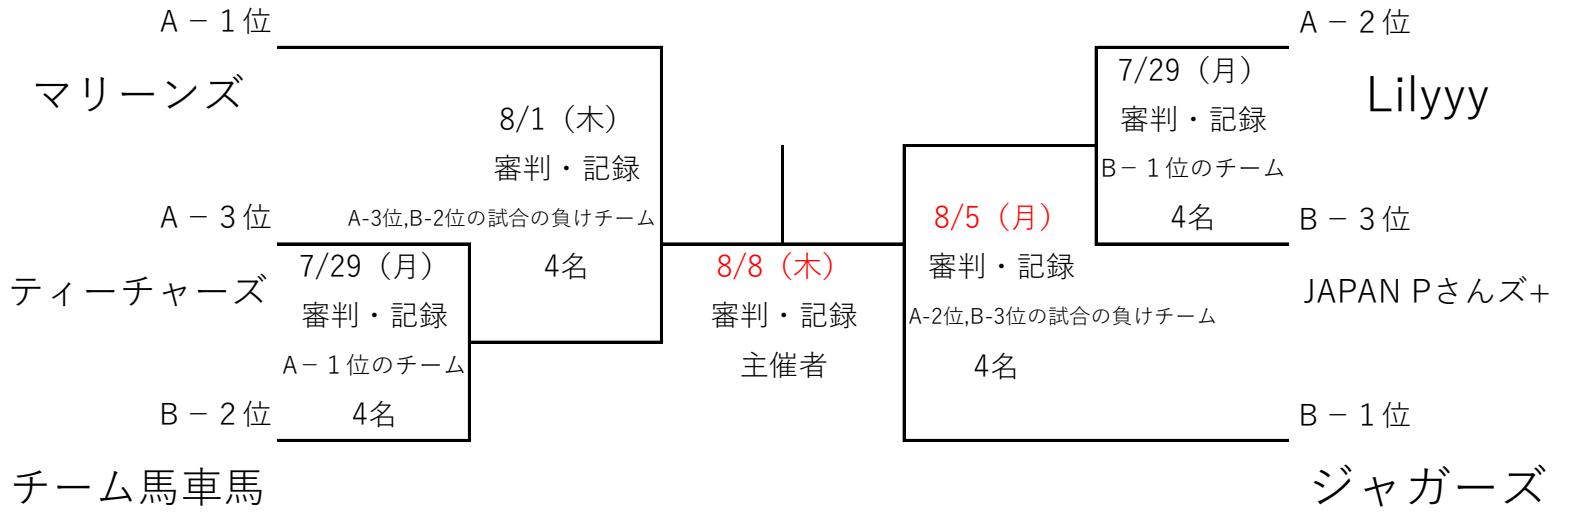 A－1位
マリーンズ
A－3位
ティーチャーズ
B－2位
チーム馬車馬
7/29（月）
審判・記録
A－１位のチーム
4名
8/1（木）
審判・記録
A-3位,B-2位の試合の負けチーム
4名
8/8（木）
審判・記録
主催者
8/5（月）
審判・記録
A-2位,B-3位の試合の負けチーム
4名
7/29（月）
審判・記録
B－１位のチーム
4名
A－2位
Lilyyy
B－3位
JAPAN Pさんズ+
B－1位
ジャガーズ